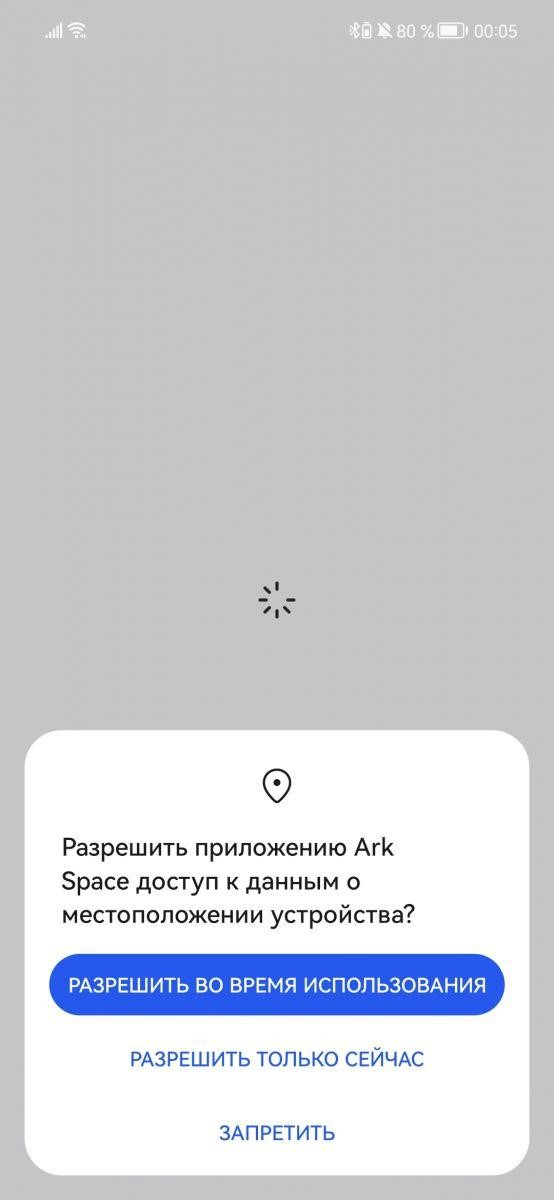 80 % 00:05
Разрешить приложению Ark
Space доступ к данным о
местоположении устройства?
РАЗРЕШИТЬ ВО ВРЕМЯ ИСПОЛЬЗОВАНИЯ
РАЗРЕШИТЬ ТОЛЬКО СЕЙЧАС
ЗАПРЕТИТЬ